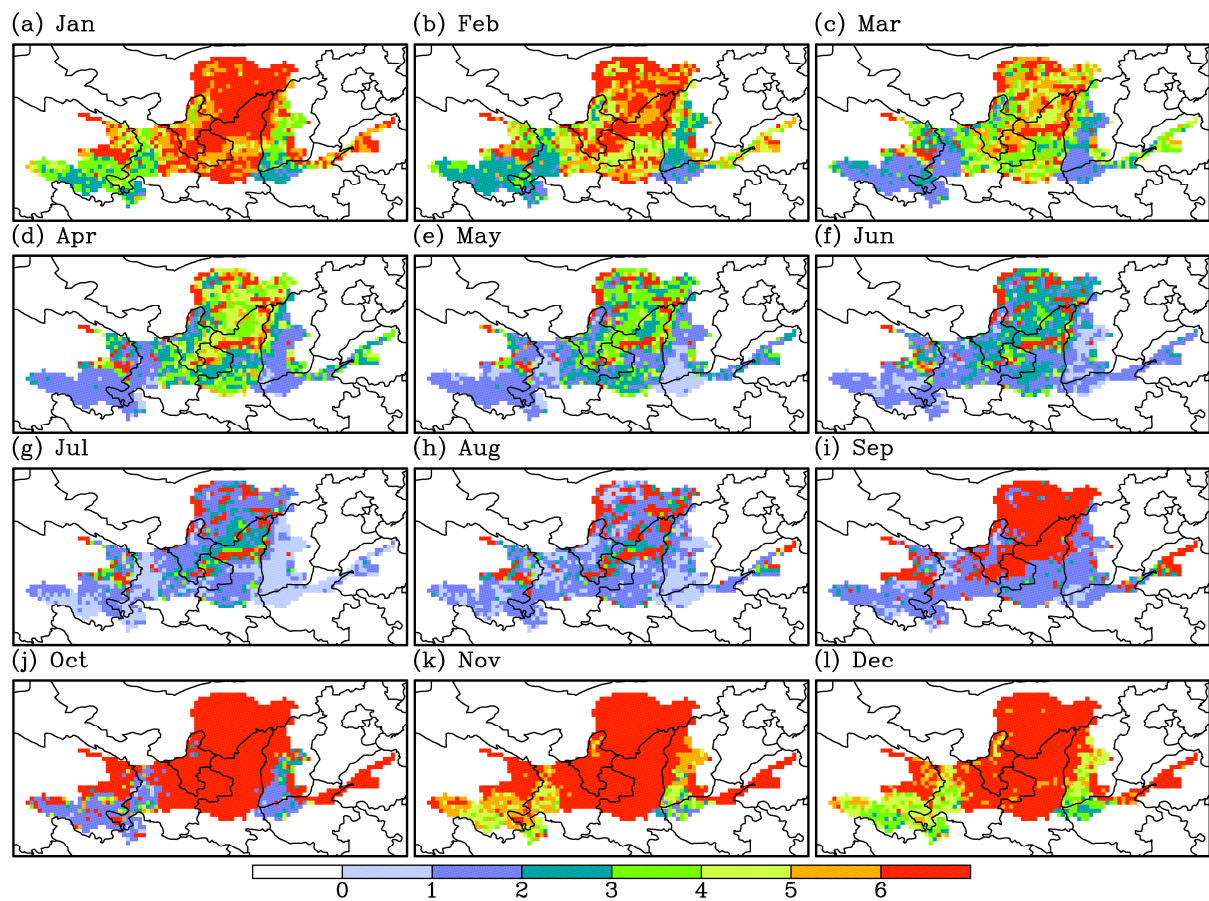 (a) Jan (b) Feb (c) Mar
(d) Apr (e) May (f) Jun
(g) Jul (h) Aug (i) Sep
(j) Oct (k) Nov (l) Dec
0 1 2 3 4 5 6